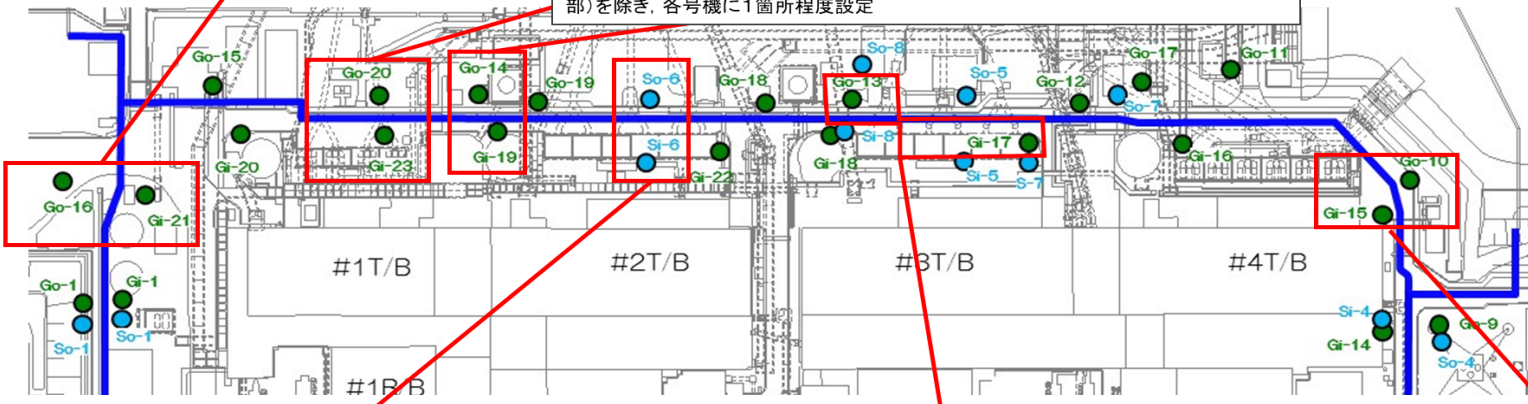 部)を除き, 各号機に1箇所程度設定
So-8
Go-17
Go-11
Go-15
Go-20
Go-14
Go-19
So-6
Go-18
Go-13
So-5
Go-12
So-7
Gi-20
Gi-23
Gi-19
Si-6
Gi-22
Gi-18
Si-8
Gi-17
Si-5
S-7
Gi-16
Go-10
Gi-15
Go-16
Gi-21
#1T/B
#2T/B
#3T/B
#4T/B
Go-1
Gi-1
So-1
So-1
Si-4
Gi-14
Go-9
So-4
#1R/B